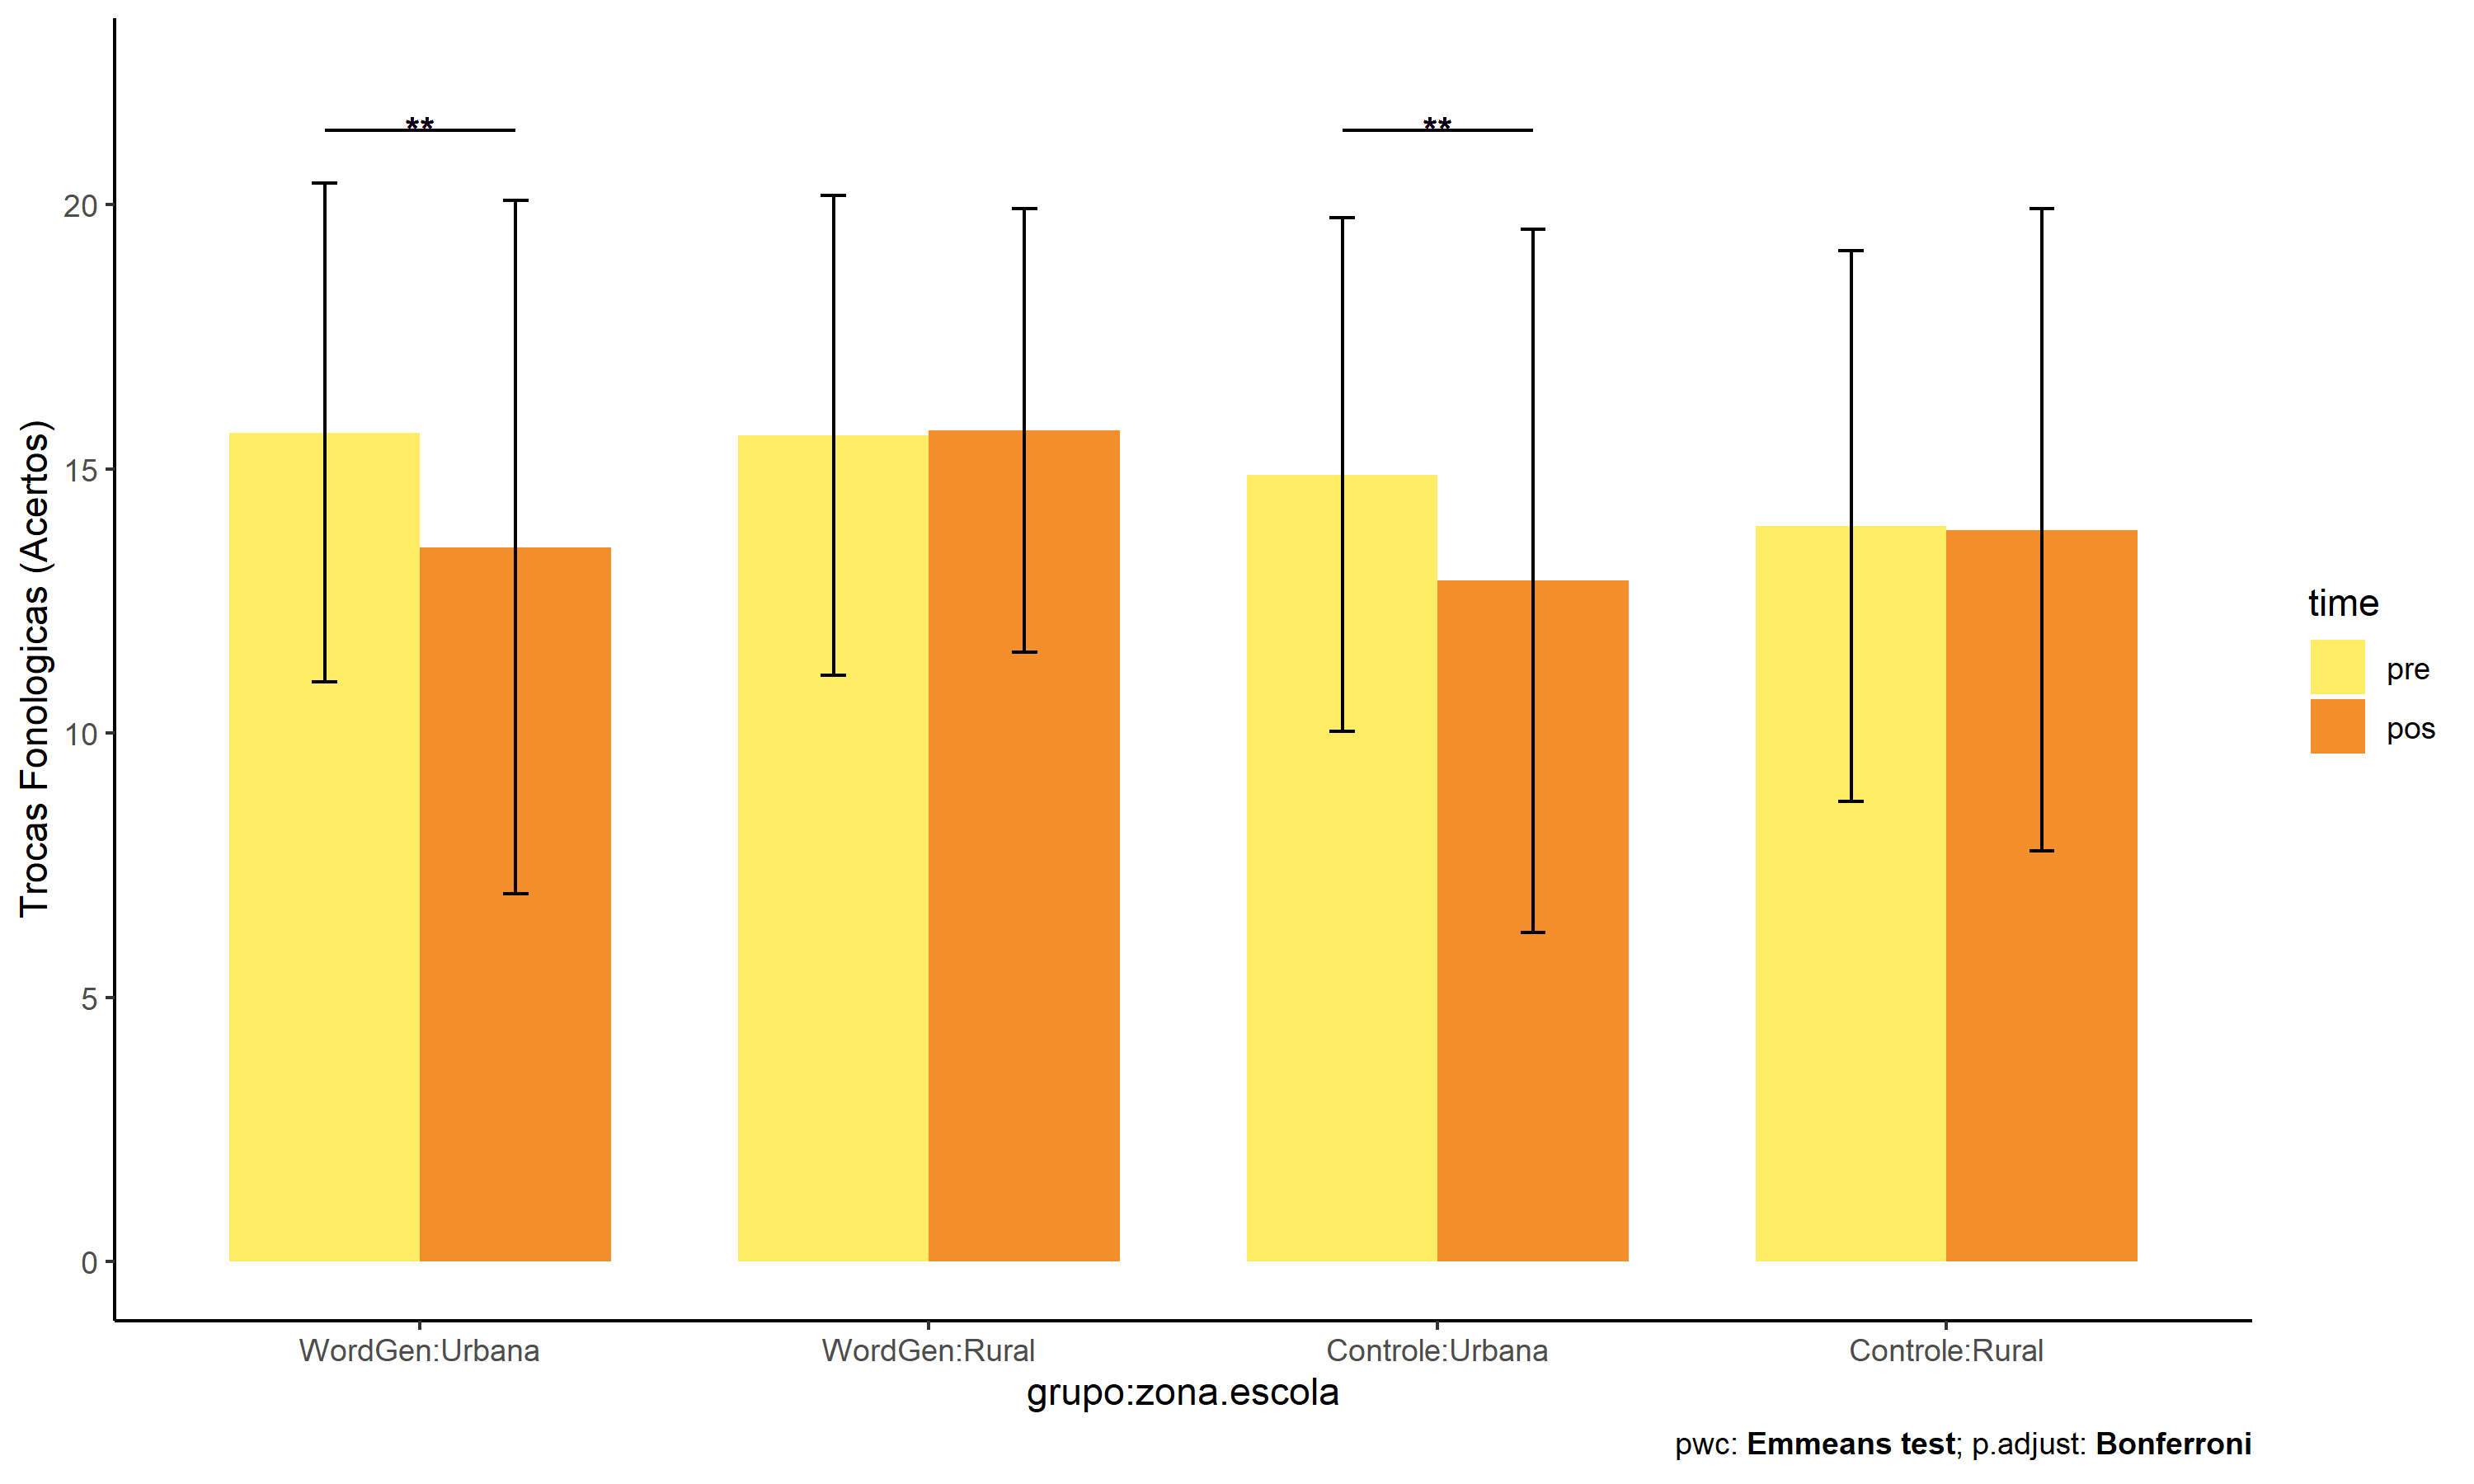 **
**
Trocas Fonologicas (Acertos)
20
15
10
5
0
WordGen:Urbana
WordGen:Rural
Controle:Urbana
Controle:Rural
grupo:zona.escola
time
pre
pos
pwc: Emmeans test; p.adjust: Bonferroni